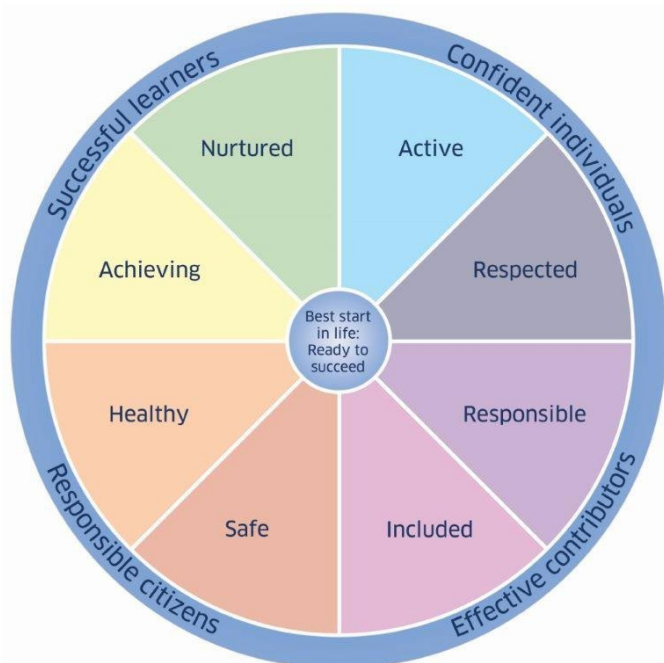 Successful learners
Confident individuals
Nurtured
Active
Achieving
Respected
Best start
in life:
Ready to
succeed
Healthy
Responsible
Safe
Included
Responsible citizens
Effective contributors